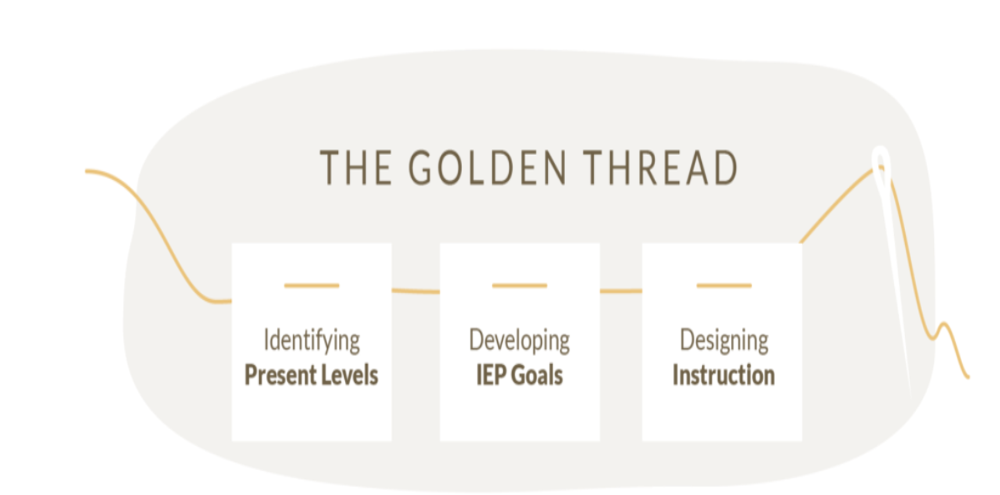 THE GOLDEN THREAD
Identifying
Present Levels
Developing
IEP Goals
Designing
Instruction